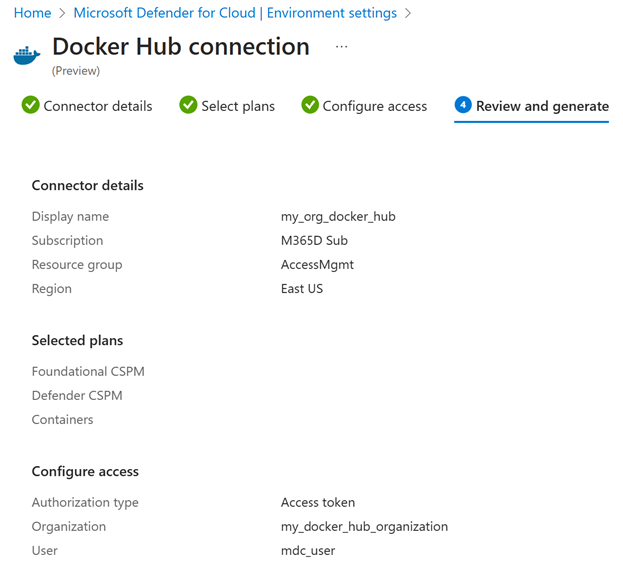 Home > Microsoft Defender for Cloud | Environment settings >
Docker Hub connection ...
(Preview)
Connector details Select plans Configure access 4 Review and generate
Connector details
Display name my_org_docker_hub
Subscription M365D Sub
Resource group AccessMgmt
Region East US
Selected plans
Foundational CSPM
Defender CSPM
Containers
Configure access
Authorization type Access token
Organization my_docker_hub_organization
User mdc_user